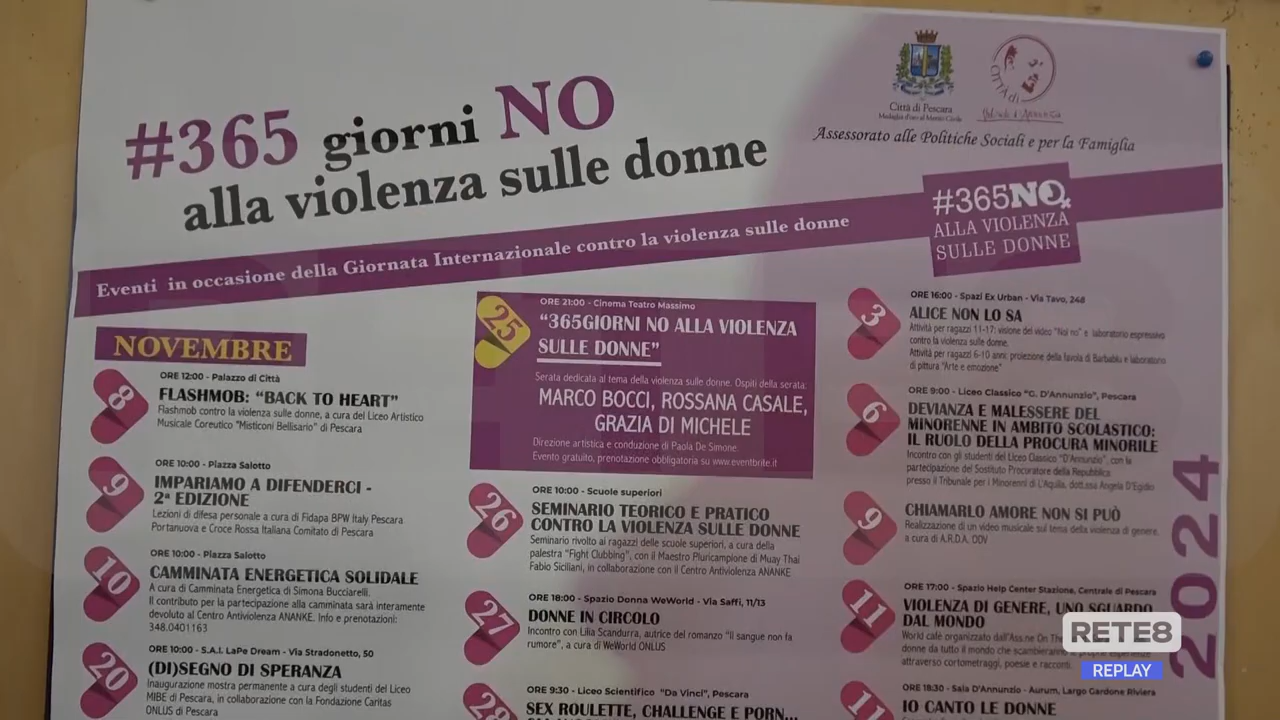 #365 giorni NO
alla violenza sulle donne
Città di Pescara
Medaglia d'oro al Merito Civile
CITTÀ di
Assessorato alle Politiche Sociali e per la Famiglia
#365NO
ALLA VIOLENZA
SULLE DONNE
Eventi in occasione della Giornata Internazionale contro la violenza sulle donne
NOVEMBRE
8
ORE 12:00 - Palazzo di Città
FLASHMOB: “BACK TO HEART”
Flashmob contro la violenza sulle donne, a cura del Liceo Artistico
Musicale Coreutico “Misticoni Bellisario” di Pescara
9
ORE 10:00 - Piazza Salotto
IMPARIAMO A DIFENDERCI -
2ª EDIZIONE
Lezioni di difesa personale a cura di Fidapa BPW Italy Pescara
Portanuova e Croce Rossa Italiana Comitato di Pescara
10
ORE 10:00 - Piazza Salotto
CAMMINATA ENERGETICA SOLIDALE
A cura di Camminata Energetica di Simona Bucciarelli.
Il contributo per la partecipazione alla camminata sarà interamente
devoluto al Centro Antiviolenza ANANKE. Info e prenotazioni:
348.0401163
20
ORE 10:00 - S.A.I. LaPe Dream - Via Stradonetto, 50
(DI)SEGNO DI SPERANZA
Inaugurazione mostra permanente a cura degli studenti del Liceo
MIBE di Pescara, in collaborazione con la Fondazione Caritas
ONLUS di Pescara
25
ORE 21:00 - Cinema Teatro Massimo
“365GIORNI NO ALLA VIOLENZA
SULLE DONNE”
Serata dedicata al tema della violenza sulle donne. Ospiti della serata:
MARCO BOCCI, ROSSANA CASALE,
GRAZIA DI MICHELE
Direzione artistica e conduzione di Paola De Simone
Evento gratuito, prenotazione obbligatoria su www.eventbrite.it
26
ORE 10:00 - Scuole superiori
SEMINARIO TEORICO E PRATICO
CONTRO LA VIOLENZA SULLE DONNE
Seminario rivolto ai ragazzi delle scuole superiori, a cura della
palestra “Fight Clubbing”, con il Maestro Pluricampione di Muay Thai
Fabio Siciliani, in collaborazione con il Centro Antiviolenza ANANKE
27
ORE 18:00 - Spazio Donna WeWorld - Via Saffi, 11/13
DONNE IN CIRCOLO
Incontro con Lilia Scandurra, autrice del romanzo “Il sangue non fa
rumore”, a cura di WeWorld ONLUS
28
ORE 9:30 - Liceo Scientifico “Da Vinci”, Pescara
SEX ROULETTE, CHALLENGE E PORN...
3
ORE 16:00 - Spazi Ex Urban - Via Tavo, 248
ALICE NON LO SA
Attività per ragazzi 11-17: visione del video “Noi no” e laboratorio espressivo
contro la violenza sulle donne.
Attività per ragazzi 6-10 anni: proiezione della favola di Barbablu e laboratorio
di pittura “Arte e emozione”
6
ORE 9:00 - Liceo Classico “G. D'Annunzio”, Pescara
DEVIANZA E MALESSERE DEL
MINORENNE IN AMBITO SCOLASTICO:
IL RUOLO DELLA PROCURA MINORILE
Incontro con gli studenti del Liceo Classico “D'Annunzio”, con la
partecipazione del Sostituto Procuratore della Repubblica
presso il Tribunale per i Minorenni di L'Aquila, dott.ssa Angela D'Egidio
9
CHIAMARLO AMORE NON SI PUÒ
Realizzazione di un video musicale sul tema della violenza di genere,
a cura di A.R.D.A. ODV
11
ORE 17:00 - Spazio Help Center Stazione, Centrale di Pescara
VIOLENZA DI GENERE, UNO SGUARDO
DAL MONDO
World cafè organizzato dall'Ass.ne On The
donne da tutto il mondo che scambieranno le proprie esperienze
attraverso cortometraggi, poesie e racconti.
11
ORE 18:30 - Sala D'Annunzio - Aurum, Largo Gardone Riviera
IO CANTO LE DONNE
2024
RETE8
REPLAY